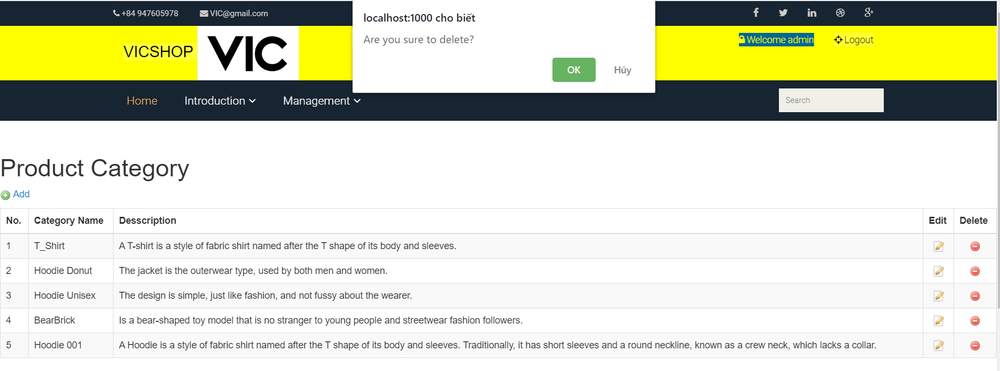 +84 947605978 VIC@gmail.com
localhost:1000 cho biết
Are you sure to delete?
OK Hủy
VICSHOP VIC
Welcome admin Logout
Home Introduction Management Search
Product Category
Add
No. Category Name Desscription Edit Delete
1 T_Shirt A T-shirt is a style of fabric shirt named after the T shape of its body and sleeves.
2 Hoodie Donut The jacket is the outerwear type, used by both men and women.
3 Hoodie Unisex The design is simple, just like fashion, and not fussy about the wearer.
4 BearBrick Is a bear-shaped toy model that is no stranger to young people and streetwear fashion followers.
5 Hoodie 001 A Hoodie is a style of fabric shirt named after the T shape of its body and sleeves. Traditionally, it has short sleeves and a round neckline, known as a crew neck, which lacks a collar.